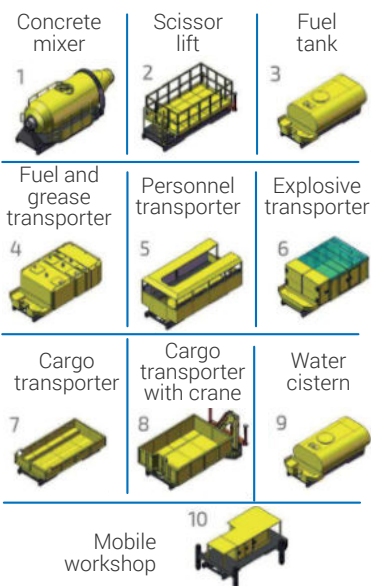 Concrete
mixer
Scissor
lift
Fuel
tank
1
2
3
Fuel and
grease
transporter
Personnel
transporter
Explosive
transporter
4
5
6
Cargo
transporter
Cargo
transporter
with crane
Water
cistern
7
8
9
10
Mobile
workshop